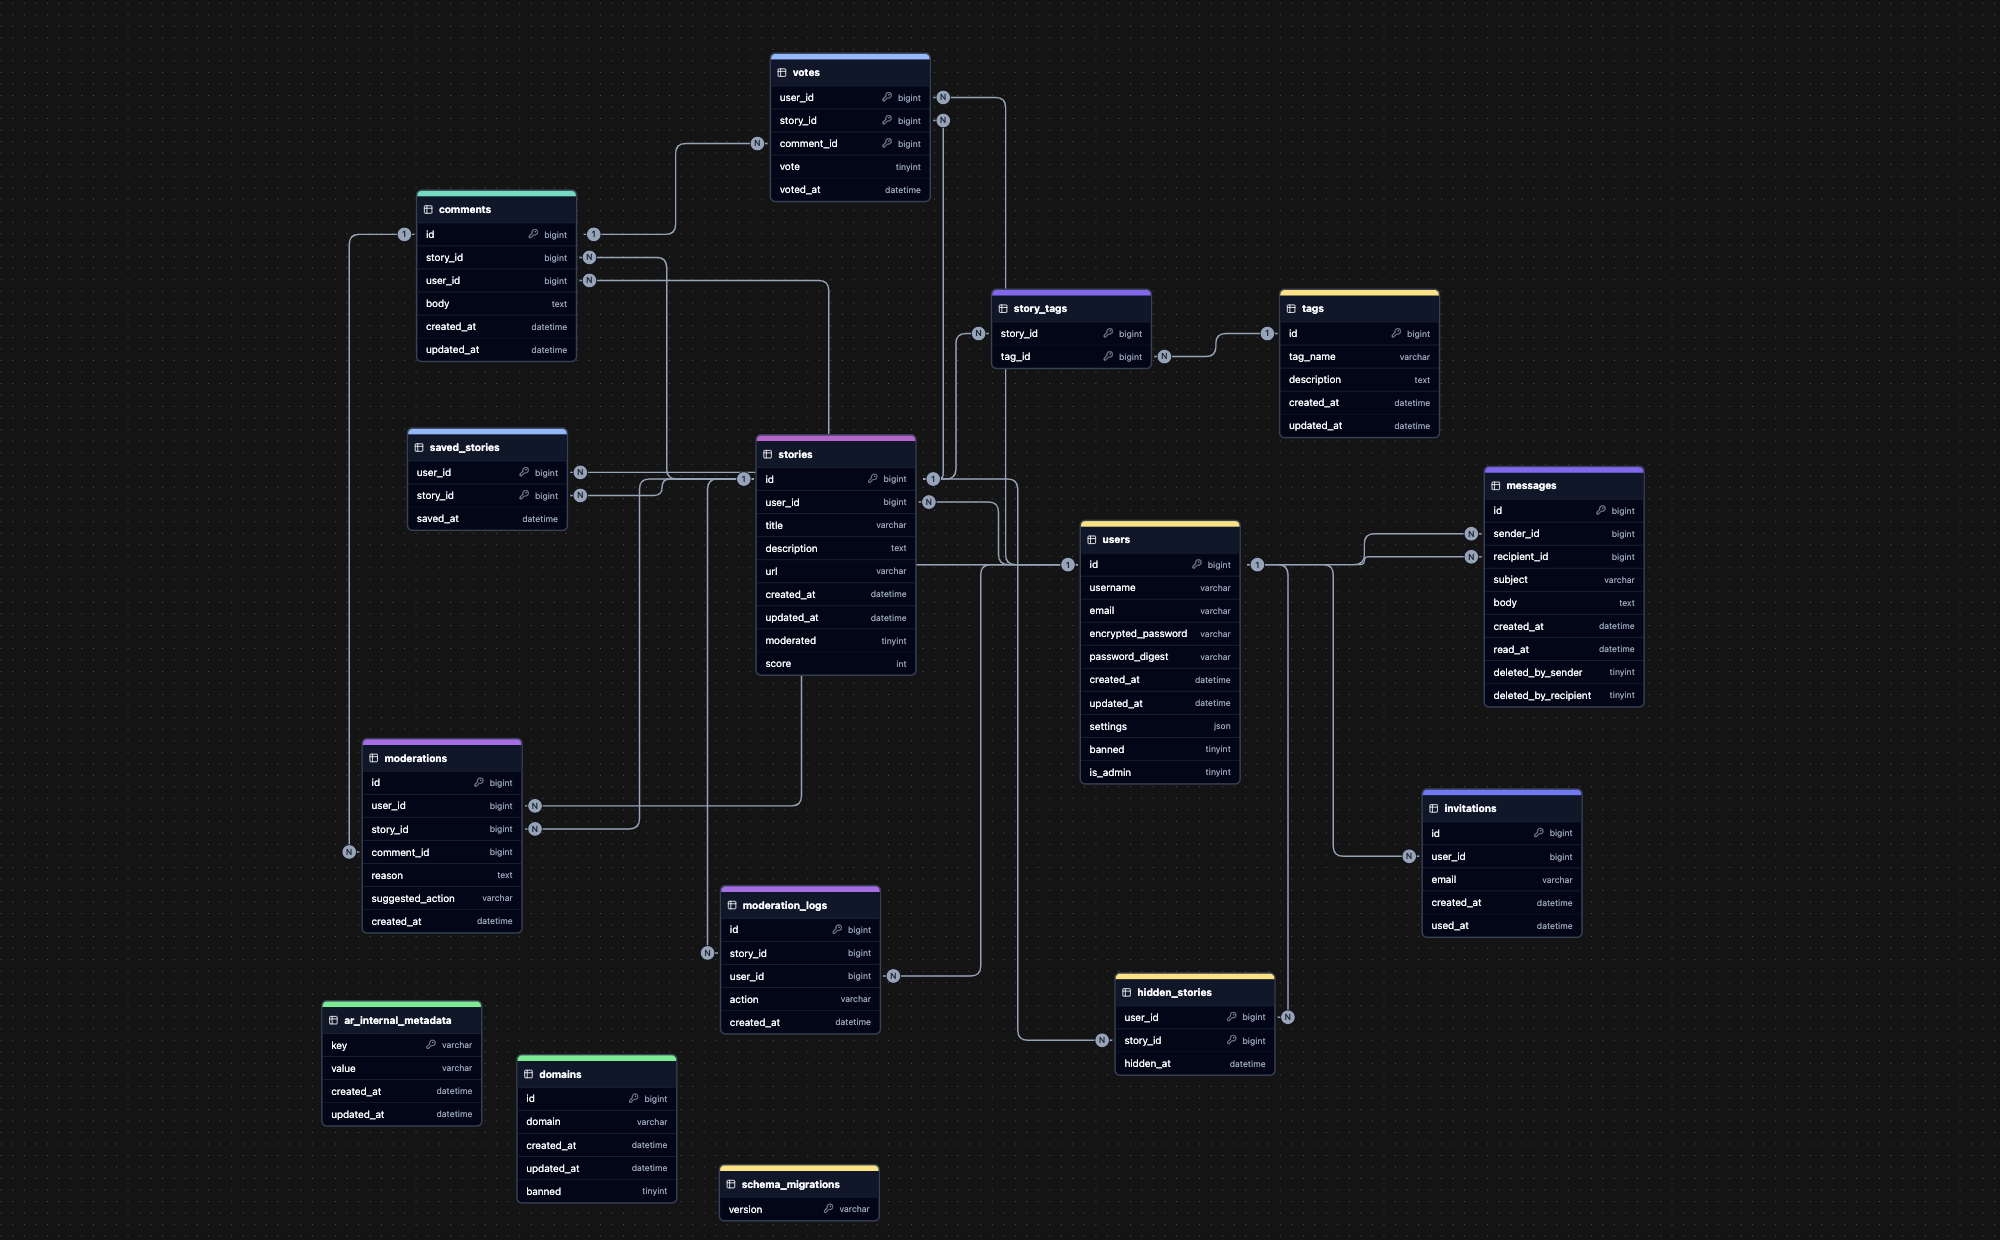 votes
user_id bigint N
story_id bigint N
N comment_id bigint
vote tinyint
voted_at datetime
comments
1 id bigint 1
story_id bigint N
user_id bigint N
body text
created_at datetime
updated_at datetime
story_tags
N story_id bigint
tag_id bigint N
tags
1 id bigint
tag_name varchar
description text
created_at datetime
updated_at datetime
saved_stories
user_id bigint N
story_id bigint N
saved_at datetime
stories
1 id bigint 1
user_id bigint N
title varchar
description text
url varchar
created_at datetime
updated_at datetime
moderated tinyint
score int
users
1 id bigint 1
username varchar
email varchar
encrypted_password varchar
password_digest varchar
created_at datetime
updated_at datetime
settings json
banned tinyint
is_admin tinyint
messages
id bigint
N sender_id bigint
N recipient_id bigint
subject varchar
body text
created_at datetime
read_at datetime
deleted_by_sender tinyint
deleted_by_recipient tinyint
moderations
id bigint
user_id bigint N
story_id bigint N
N comment_id bigint
reason text
suggested_action varchar
created_at datetime
invitations
id bigint
N user_id bigint
email varchar
created_at datetime
used_at datetime
moderation_logs
id bigint
N story_id bigint
user_id bigint N
action varchar
created_at datetime
hidden_stories
user_id bigint N
N story_id bigint
hidden_at datetime
ar_internal_metadata
key varchar
value varchar
created_at datetime
updated_at datetime
domains
id bigint
domain varchar
created_at datetime
updated_at datetime
banned tinyint
schema_migrations
version varchar